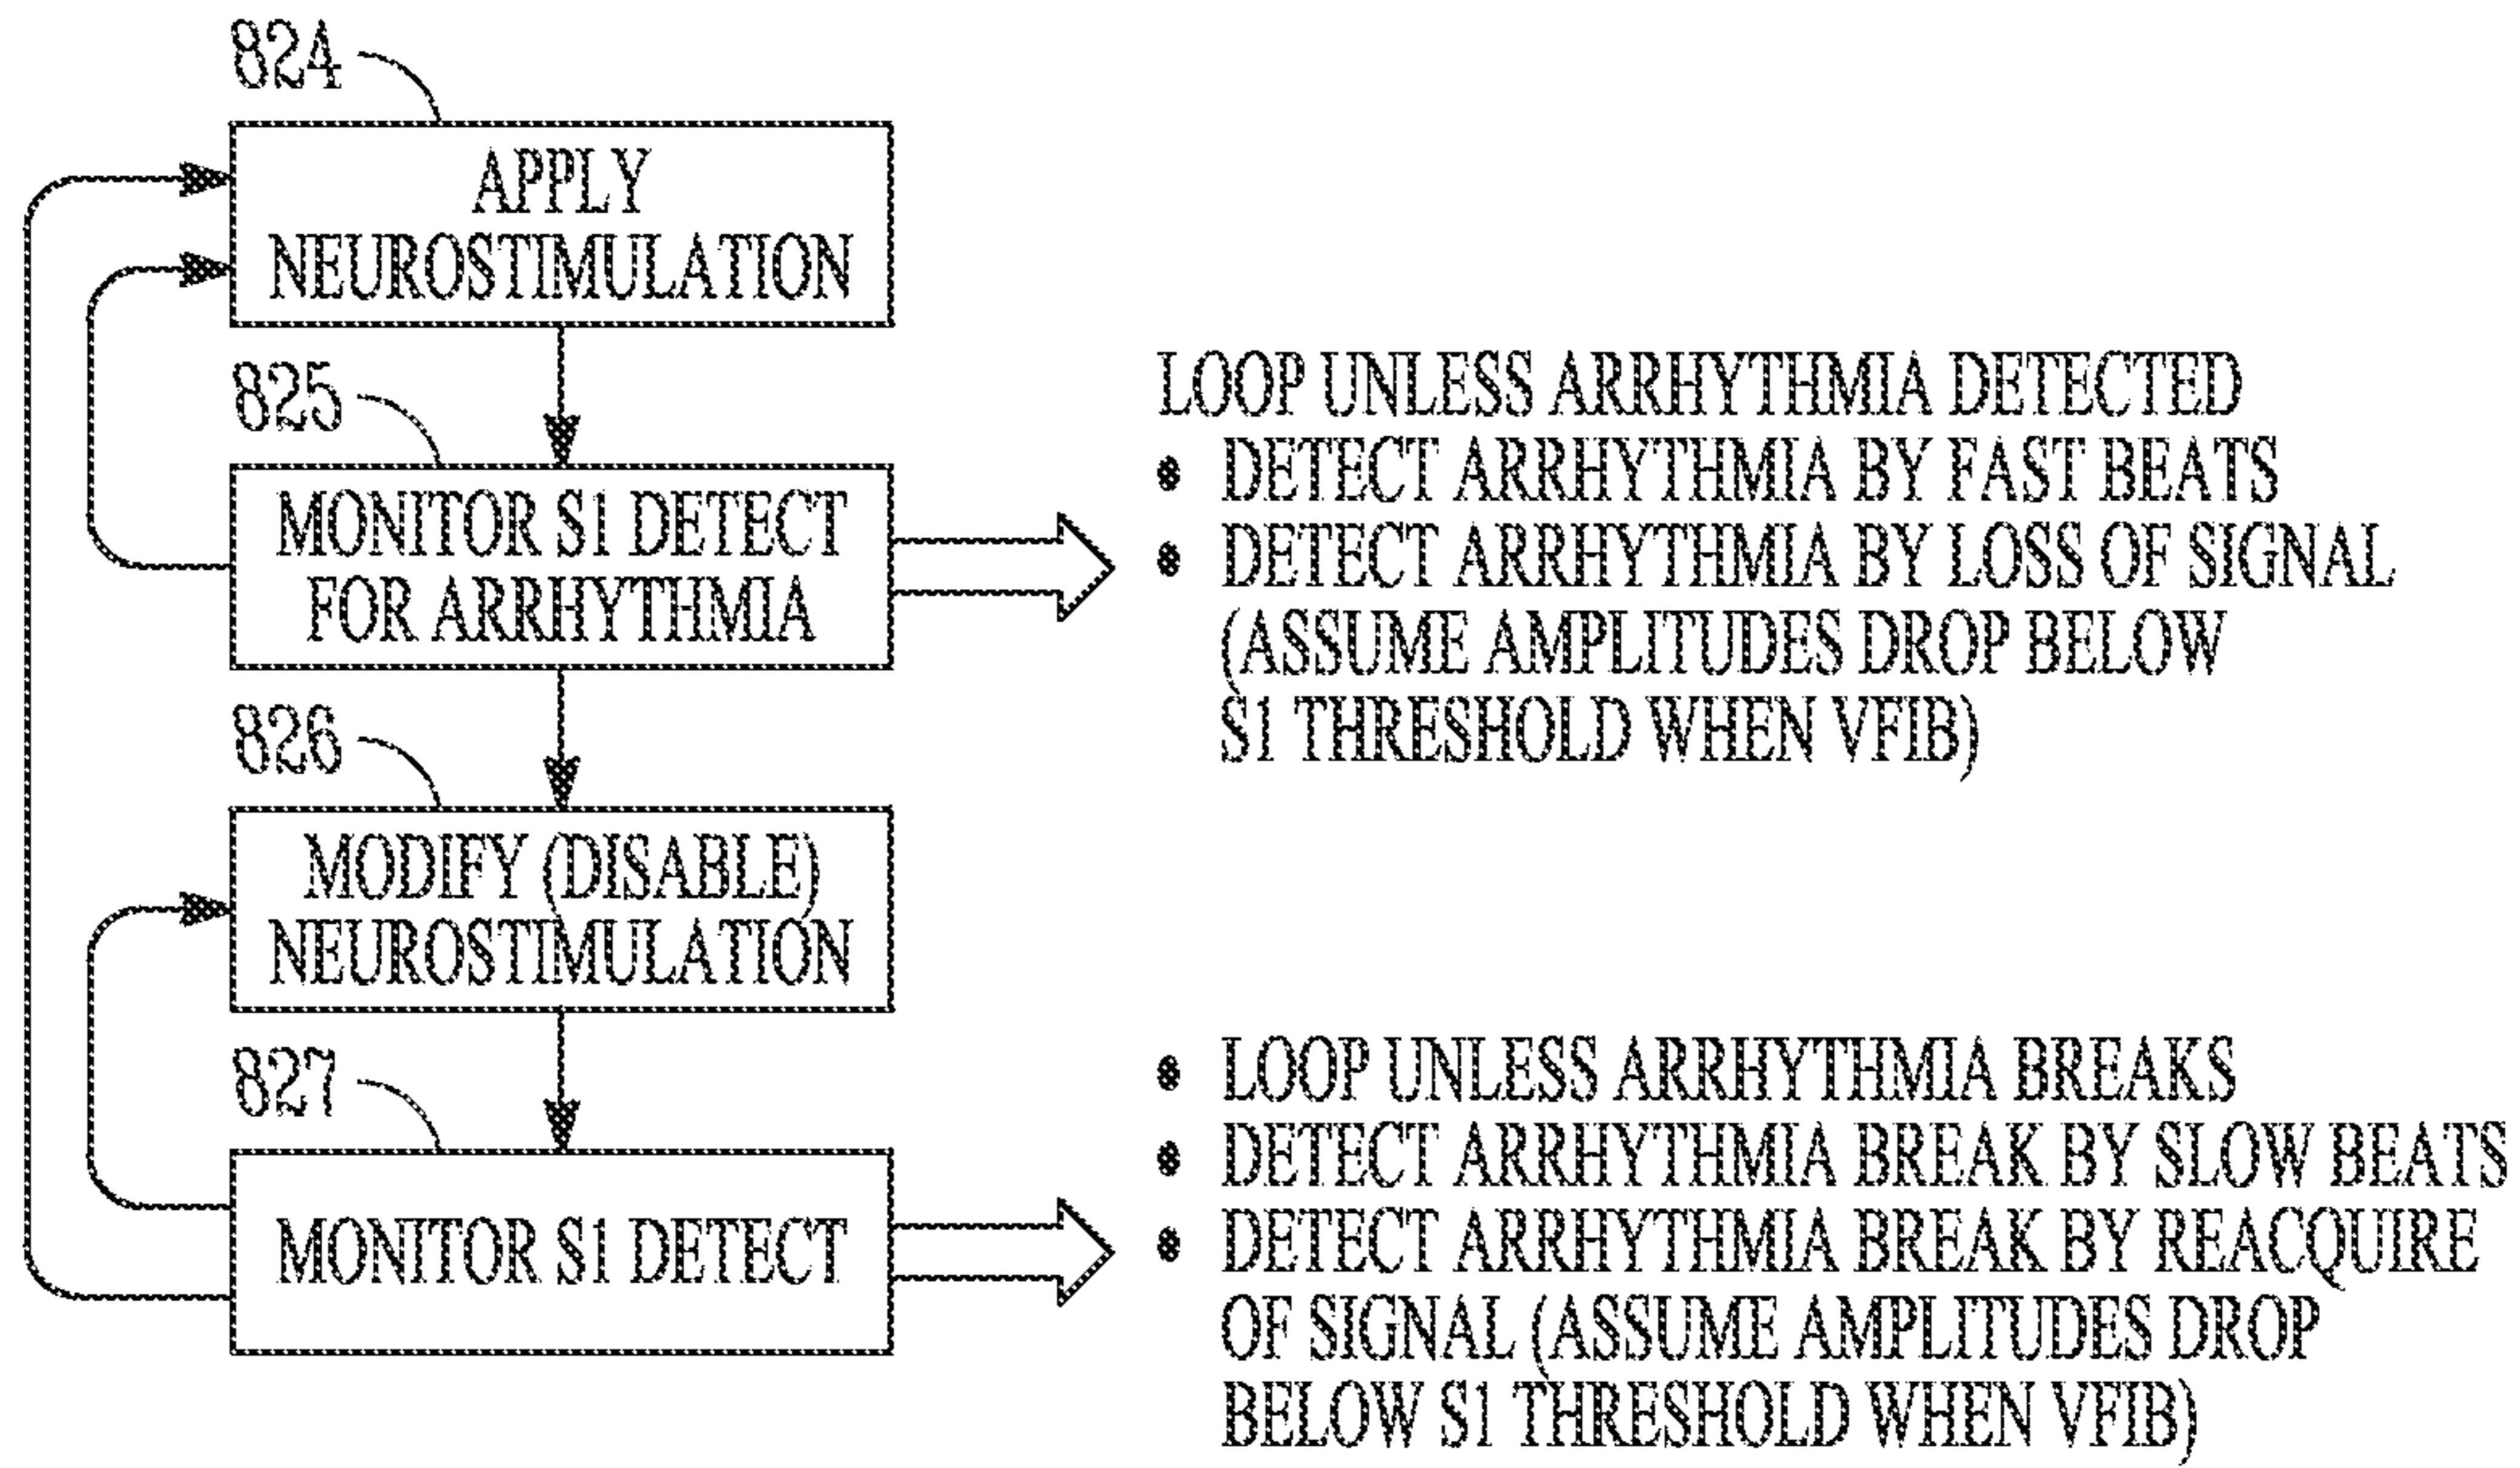 824
APPLY
NEUROSTIMULATION
825
MONITOR S1 DETECT
FOR ARRHYTHMIA
LOOP UNLESS ARRHYTHMIA DETECTED
• DETECT ARRHYTHMIA BY FAST BEATS
• DETECT ARRHYTHMIA BY LOSS OF SIGNAL
(ASSUME AMPLITUDES DROP BELOW
S1 THRESHOLD WHEN VFIB)
826
MODIFY (DISABLE)
NEUROSTIMULATION
827
MONITOR S1 DETECT
• LOOP UNLESS ARRHYTHMIA BREAKS
• DETECT ARRHYTHMIA BREAK BY SLOW BEATS
• DETECT ARRHYTHMIA BREAK BY REACQUIRE
OF SIGNAL (ASSUME AMPLITUDES DROP
BELOW S1 THRESHOLD WHEN VFIB)